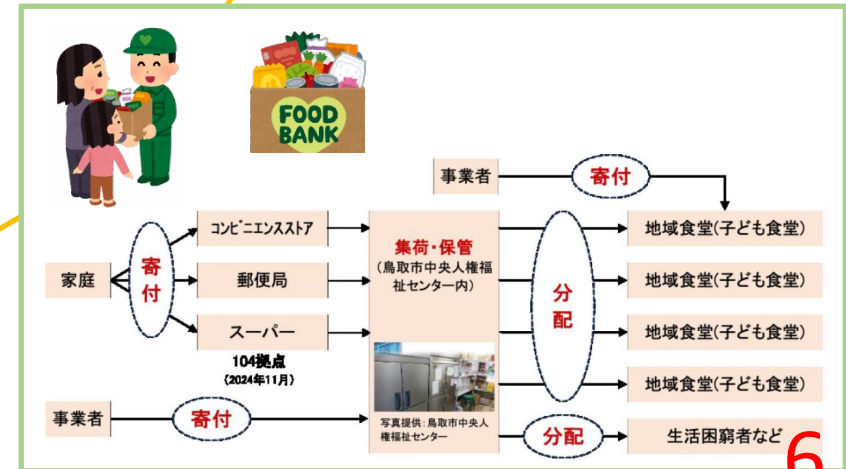 FOOD
BANK
事業者
寄付
家庭
寄
付
コンビニエンスストア
郵便局
スーパー
104拠点
(2024年11月)
事業者
寄付
集荷・保管
(鳥取市中央人権福
祉センター内)
写真提供：鳥取市中央人
権福祉センター
分
配
分配
地域食堂(子ども食堂)
地域食堂(子ども食堂)
地域食堂(子ども食堂)
地域食堂(子ども食堂)
生活困窮者など
6